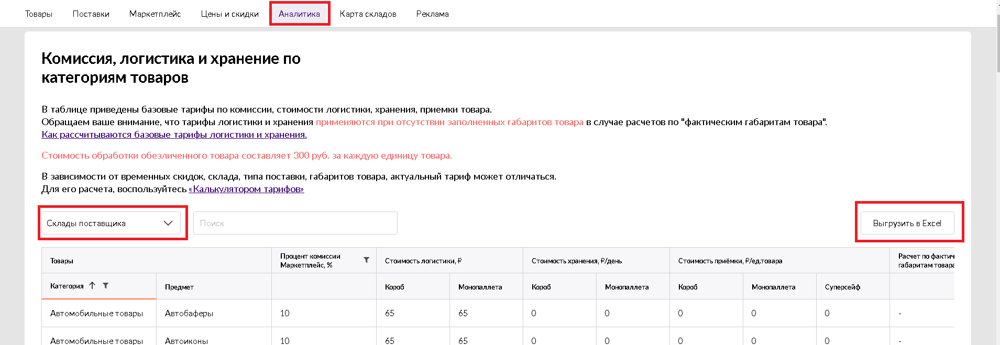 Товары Поставки Маркетплейс Цены и скидки Аналитика Карта складов Реклама
Комиссия, логистика и хранение по
категориям товаров
В таблице приведены базовые тарифы по комиссии, стоимости логистики, хранения, приемки товара.
Обращаем ваше внимание, что тарифы логистики и хранения применяются при отсутствии заполненных габаритов товара в случае расчетов по "фактическим габаритам товара".
Как рассчитываются базовые тарифы логистики и хранения.
Стоимость обработки обезличенного товара составляет 300 руб. за каждую единицу товара.
В зависимости от временных скидок, склада, типа поставки, габаритов товара, актуальный тариф может отличаться.
Для его расчета, воспользуйтесь «Калькулятором тарифов»
Склады поставщика Поиск Выгрузить в Excel
Товары Процент комиссии Стоимость логистики, ₽ Стоимость хранения, ₽/день Стоимость приёмки, ₽/ед.товара Расчет по фактич
Маркетплейс, % габаритам товара
Категория Предмет Короб Монопаллета Короб Монопаллета Короб Монопаллета Суперсейф
Автомобильные товары Автобаферы 10 65 65 0 0 0 0 0 -
Автомобильные товары Автоиконы 10 65 65 0 0 0 0 0 -